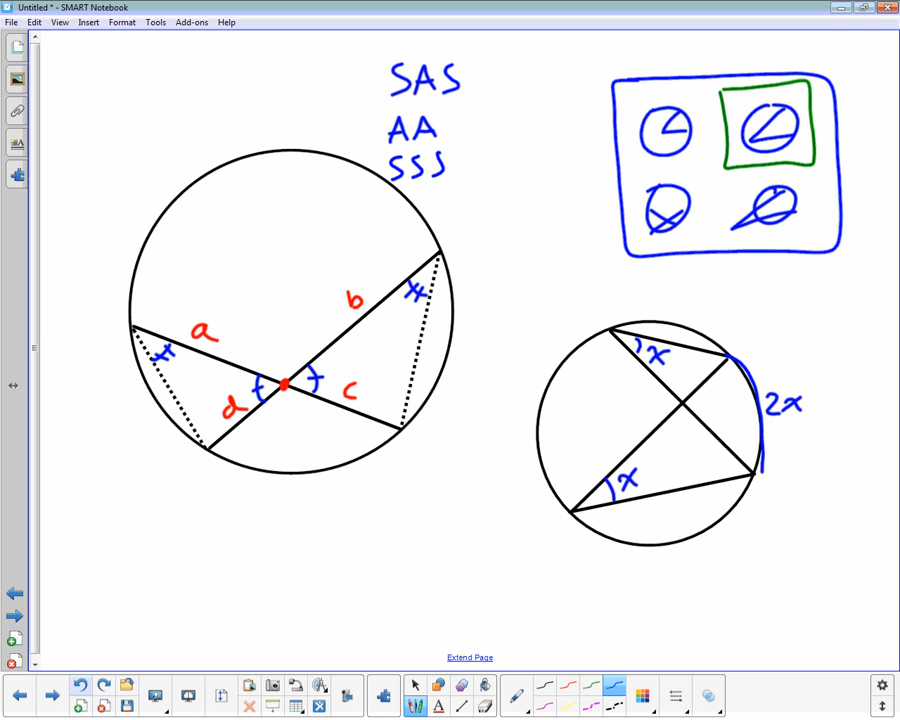 Untitled * - SMART Notebook
File Edit View Insert Format Tools Add-ons Help
SAS
AA
SSS
b
a
c
d
x
2x
x
Extend Page
A